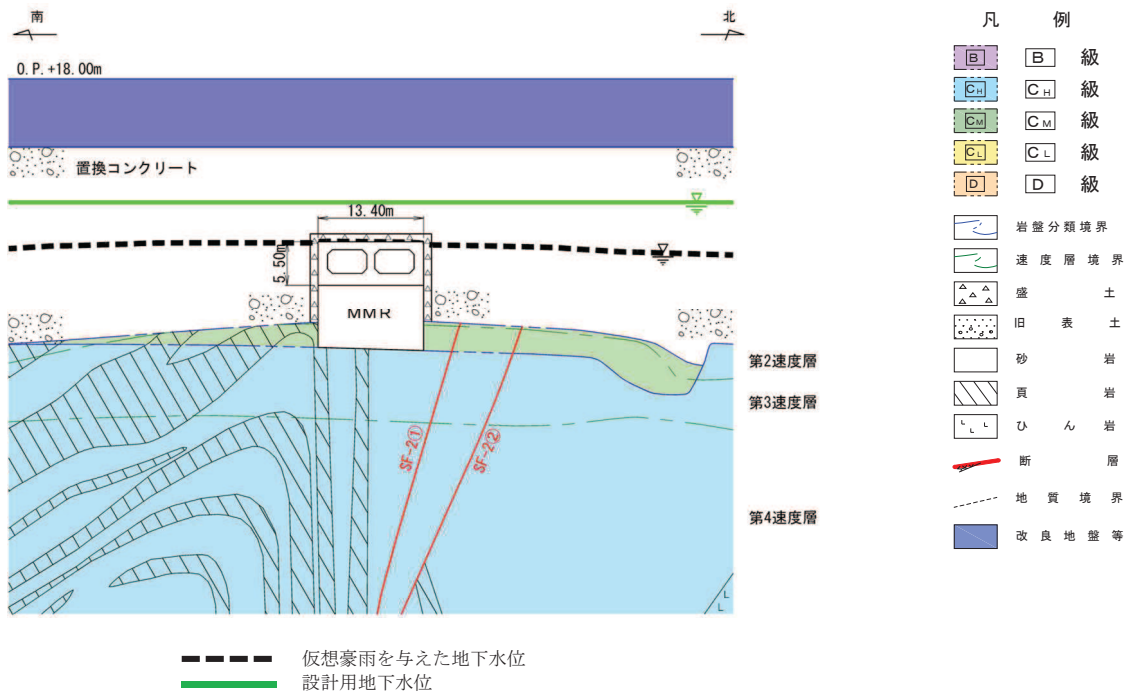 南
北
O.P.+18.00m
置換コンクリート
13.40m
5.50m
MMR
SF-2①
SF-2②
第2速度層
第3速度層
第4速度層
L
L
仮想豪雨を与えた地下水位
設計用地下水位
凡 例
B B 級
CH CH 級
CM CM 級
CL CL 級
D D 級
岩盤分類境界
速度層境界
盛土
旧表土
砂岩
頁岩
L L L ひん岩
断層
地質境界
改良地盤等